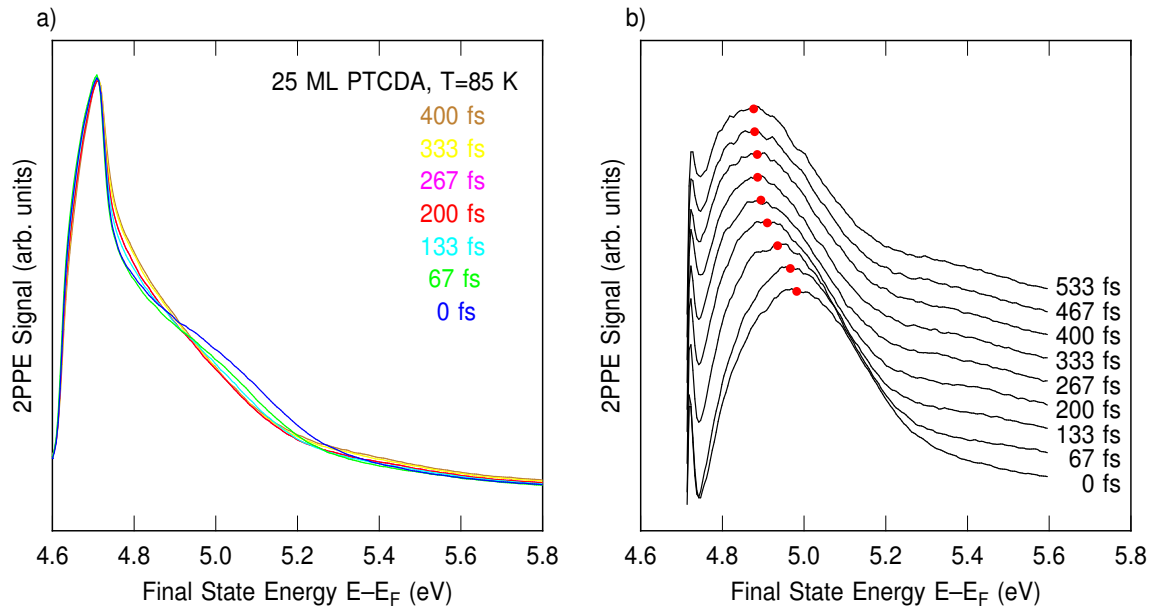 a)
2PPE Signal (arb. units)
25 ML PTCDA, T=85 K
400 fs
333 fs
267 fs
200 fs
133 fs
67 fs
0 fs
4.6 4.8 5.0 5.2 5.4 5.6 5.8
Final State Energy E–E_F (eV)
b)
2PPE Signal (arb. units)
533 fs
467 fs
400 fs
333 fs
267 fs
200 fs
133 fs
67 fs
0 fs
4.6 4.8 5.0 5.2 5.4 5.6 5.8
Final State Energy E–E_F (eV)